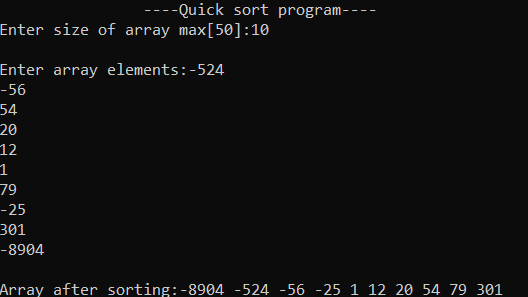 ----Quick sort program----
Enter size of array max[50]:10
Enter array elements:-524
-56
54
20
12
1
79
-25
301
-8904
Array after sorting:-8904 -524 -56 -25 1 12 20 54 79 301